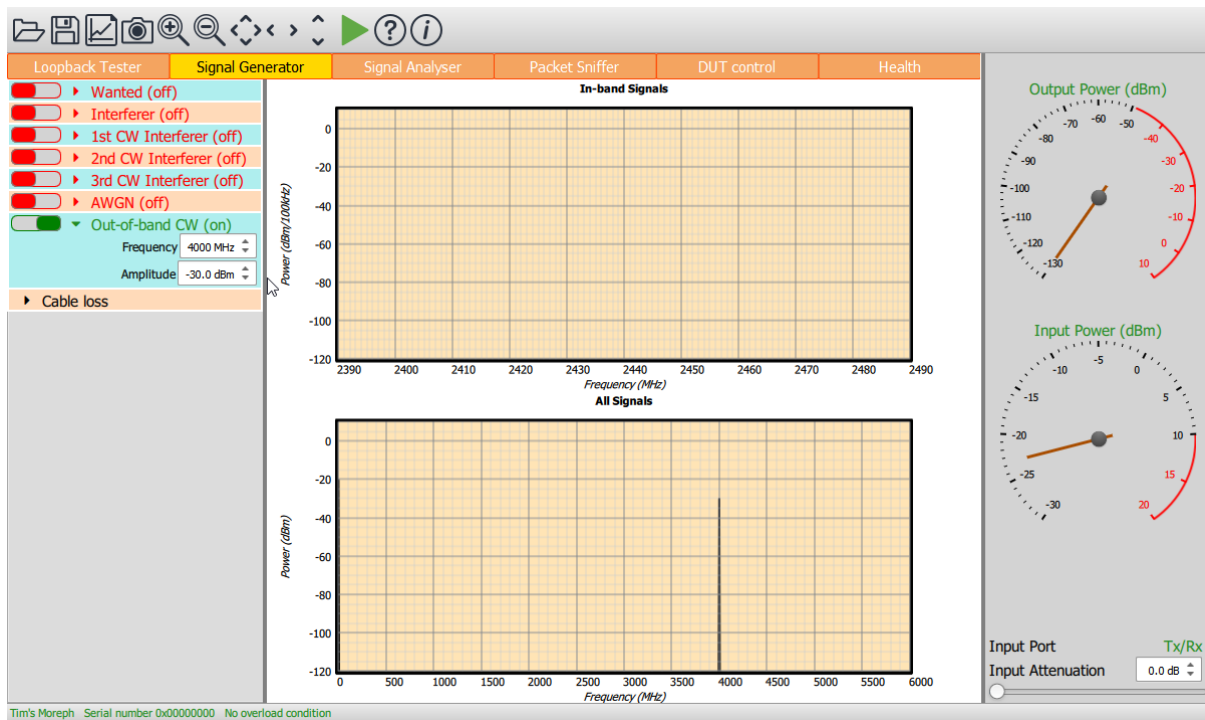 Loopback Tester Signal Generator Signal Analyser Packet Sniffer DUT control Health
Wanted (off)
Interferer (off)
1st CW Interferer (off)
2nd CW Interferer (off)
3rd CW Interferer (off)
AWGN (off)
Out-of-band CW (on)
Frequency 4000 MHz
Amplitude -30.0 dBm
Cable loss
In-band Signals
Power (dBm/100kHz)
0
-20
-40
-60
-80
-100
-120
2390 2400 2410 2420 2430 2440 2450 2460 2470 2480 2490
Frequency (MHz)
All Signals
Power (dBm)
0
-20
-40
-60
-80
-100
-120
0 500 1000 1500 2000 2500 3000 3500 4000 4500 5000 5500 6000
Frequency (MHz)
Output Power (dBm)
-130 -120 -110 -100 -90 -80 -70 -60 -50 -40 -30 -20 -10 0 10
Input Power (dBm)
-30 -25 -20 -15 -10 -5 0 5 10 15 20
Input Port Tx/Rx
Input Attenuation 0.0 dB
Tim's Moreph Serial number 0x00000000 No overload condition